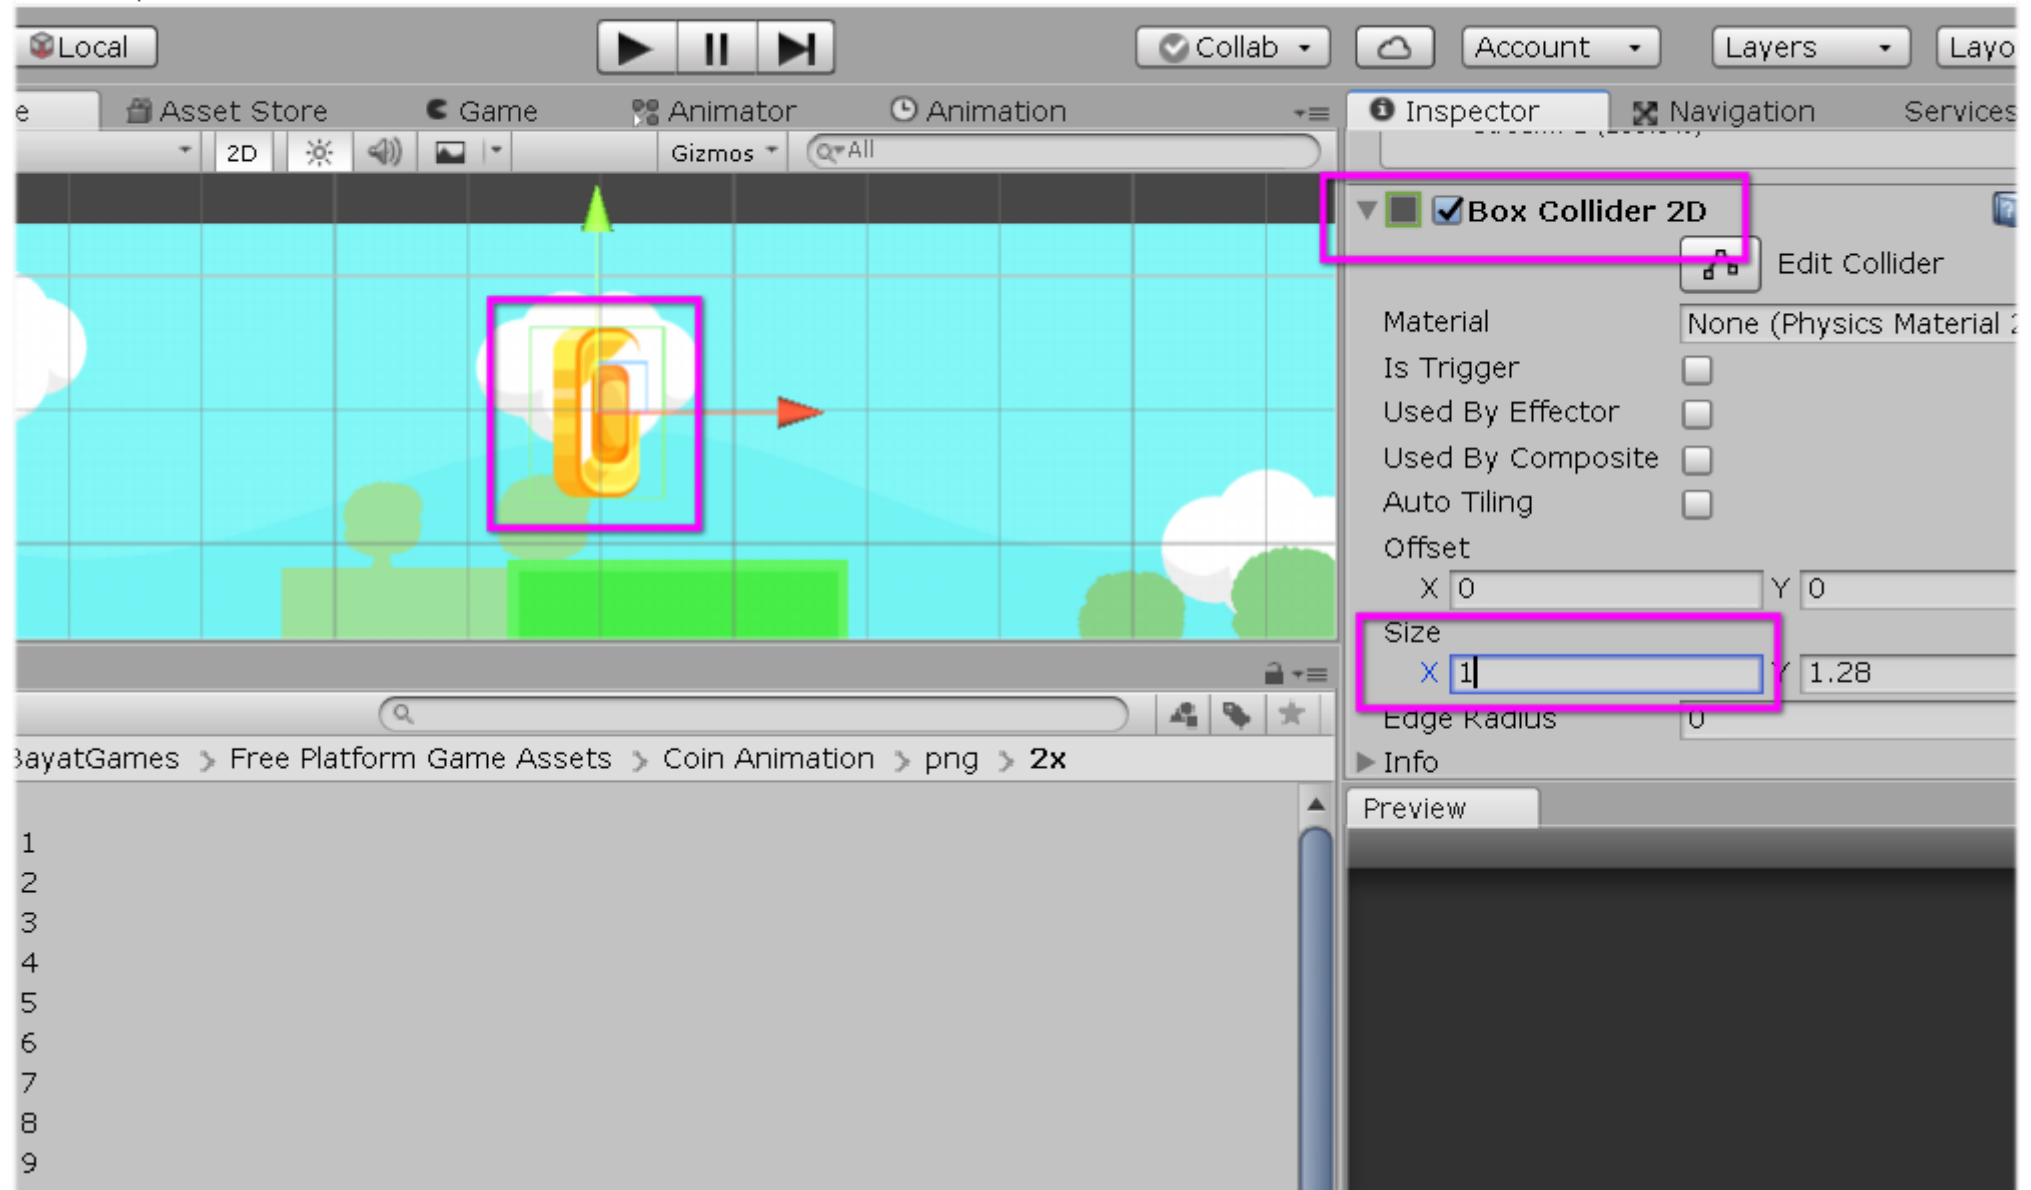 Local
Collab
Account
Layers
Layo
e
Asset Store
Game
Animator
Animation
Inspector
Navigation
Services
2D
Gizmos
All
Box Collider 2D
Edit Collider
Material
None (Physics Material 2
Is Trigger
Used By Effector
Used By Composite
Auto Tiling
Offset
X 0 Y 0
Size
X 1 Y 1.28
Edge Radius 0
Info
BayatGames > Free Platform Game Assets > Coin Animation > png > 2x
Preview
1
2
3
4
5
6
7
8
9